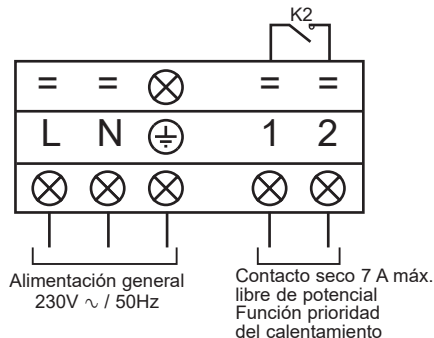 K2
= = = =
L N 1 2
Alimentación general
230V ∿ / 50Hz
Contacto seco 7 A máx.
libre de potencial
Función prioridad
del calentamiento